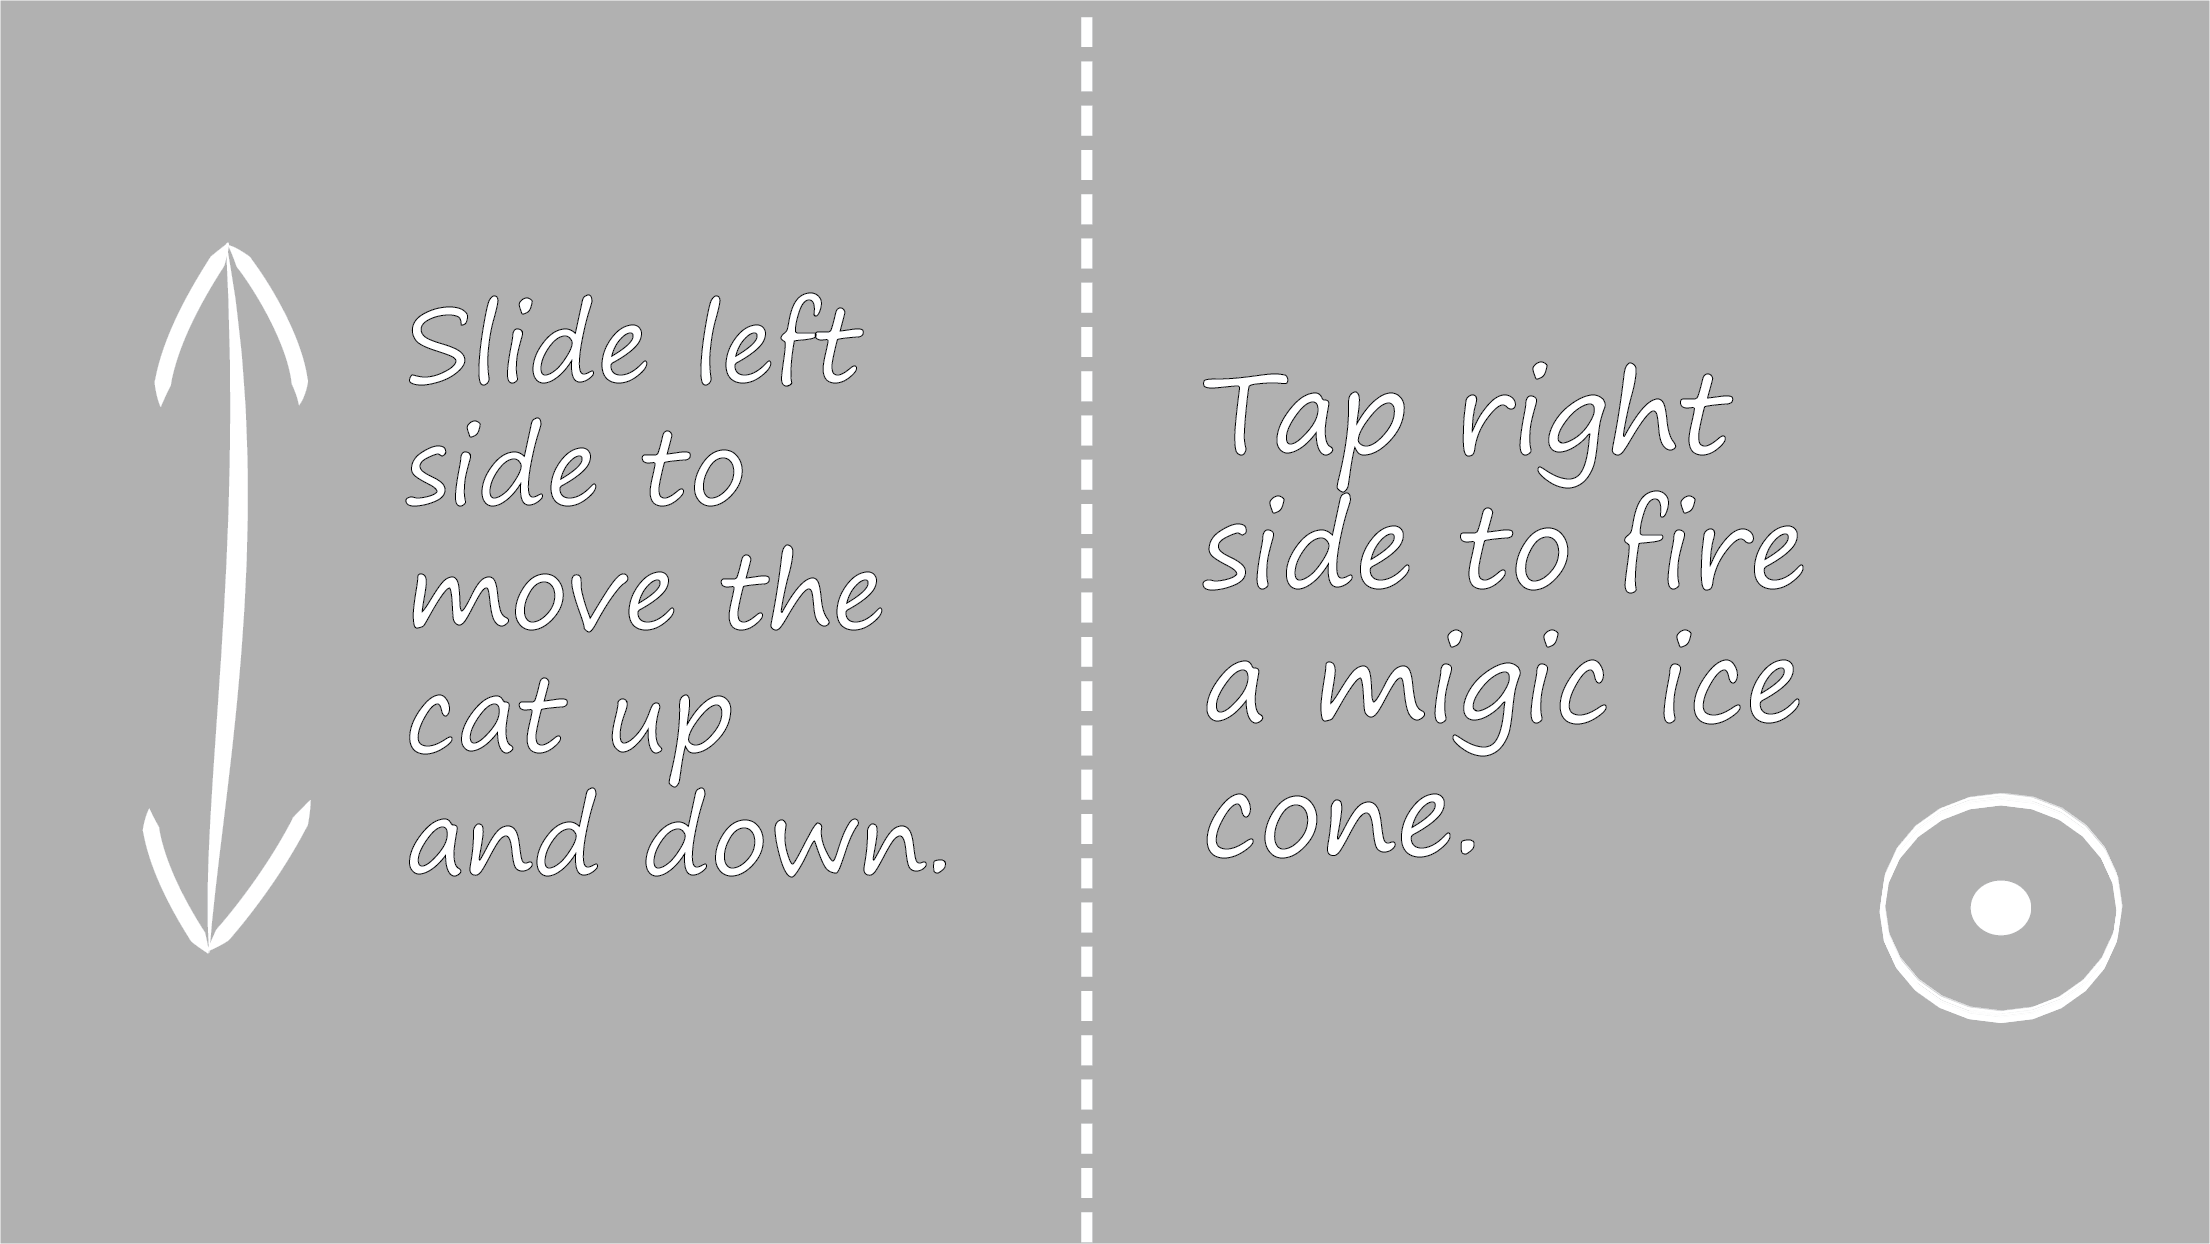 Slide left
side to
move the
cat up
and down.
Tap right
side to fire
a migic ice
cone.